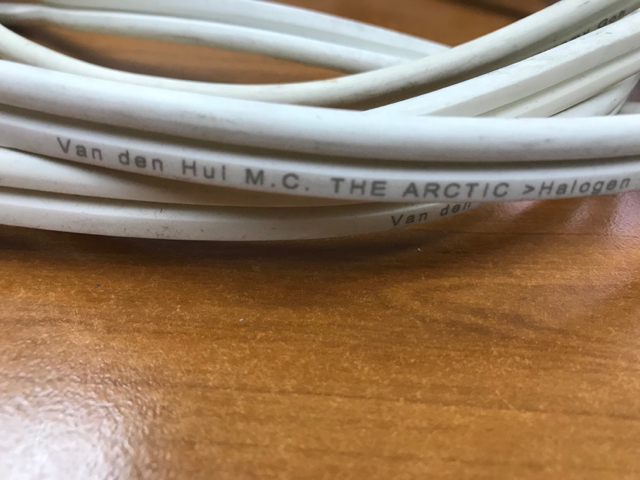 Van den Hul M.C. THE ARCTIC >Halogen
Van den